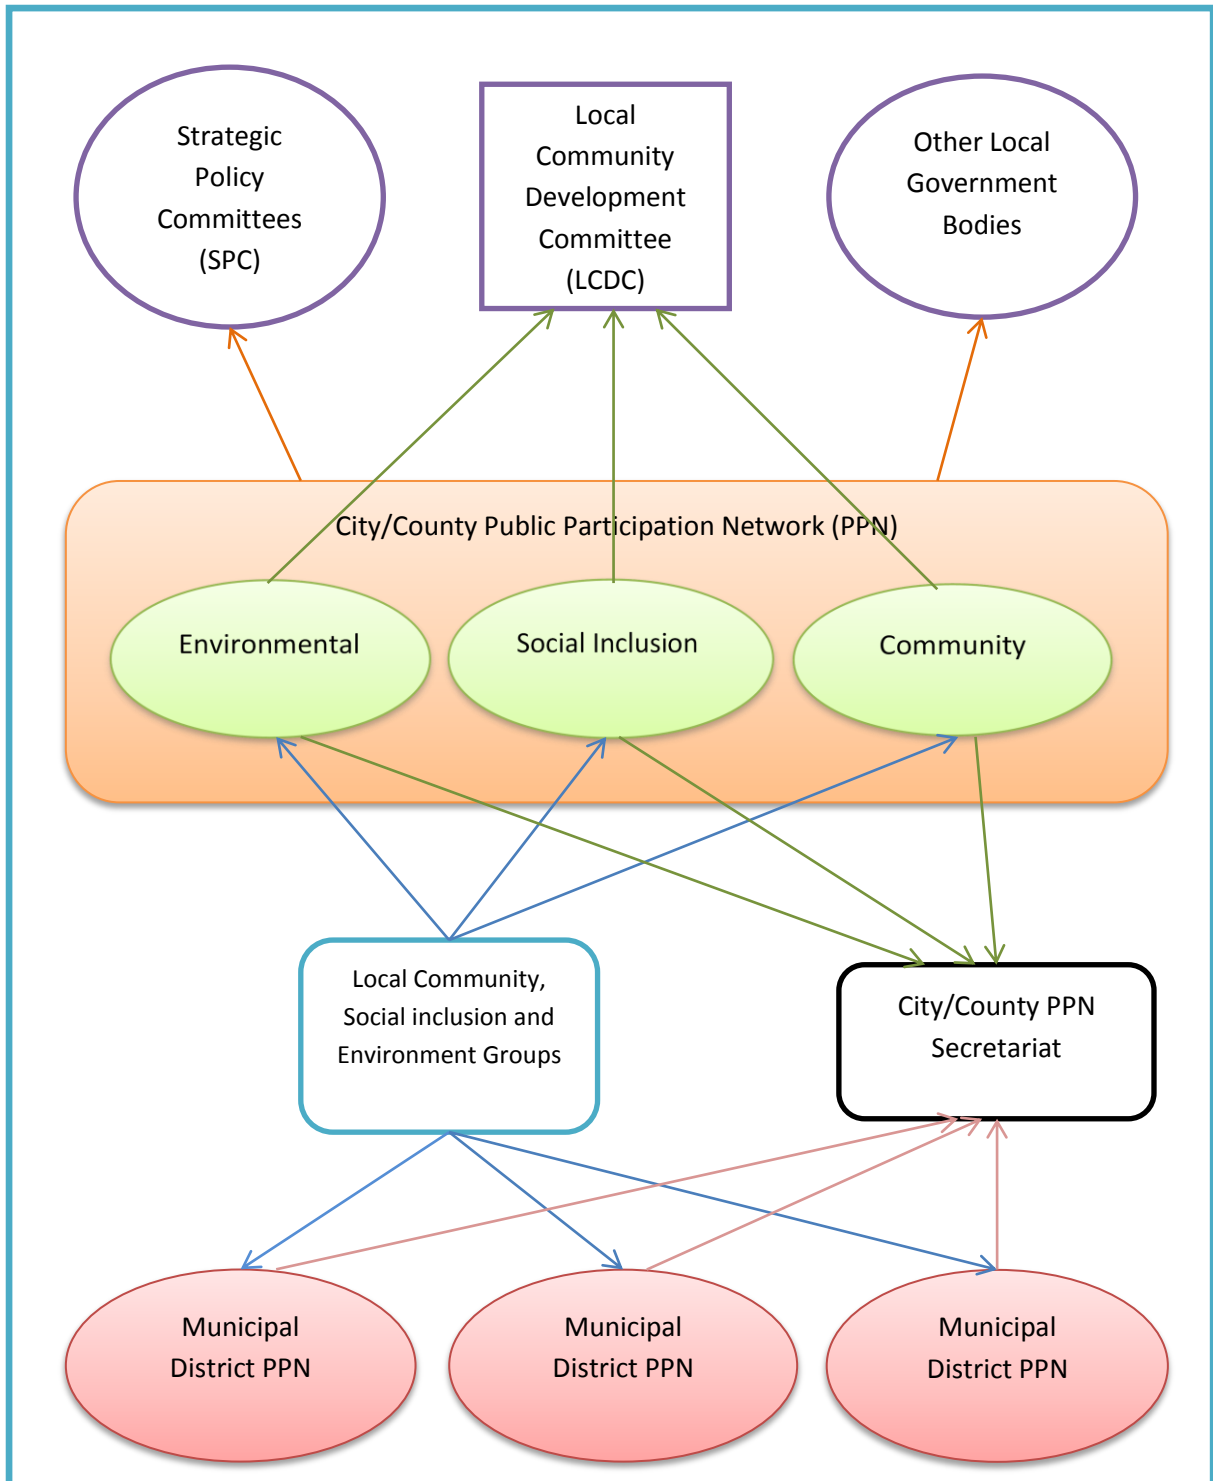 Strategic
Policy
Committees
(SPC)
Local
Community
Development
Committee
(LCDC)
Other Local
Government
Bodies
City/County Public Participation Network (PPN)
Environmental
Social Inclusion
Community
Local Community,
Social inclusion and
Environment Groups
City/County PPN
Secretariat
Municipal
District PPN
Municipal
District PPN
Municipal
District PPN